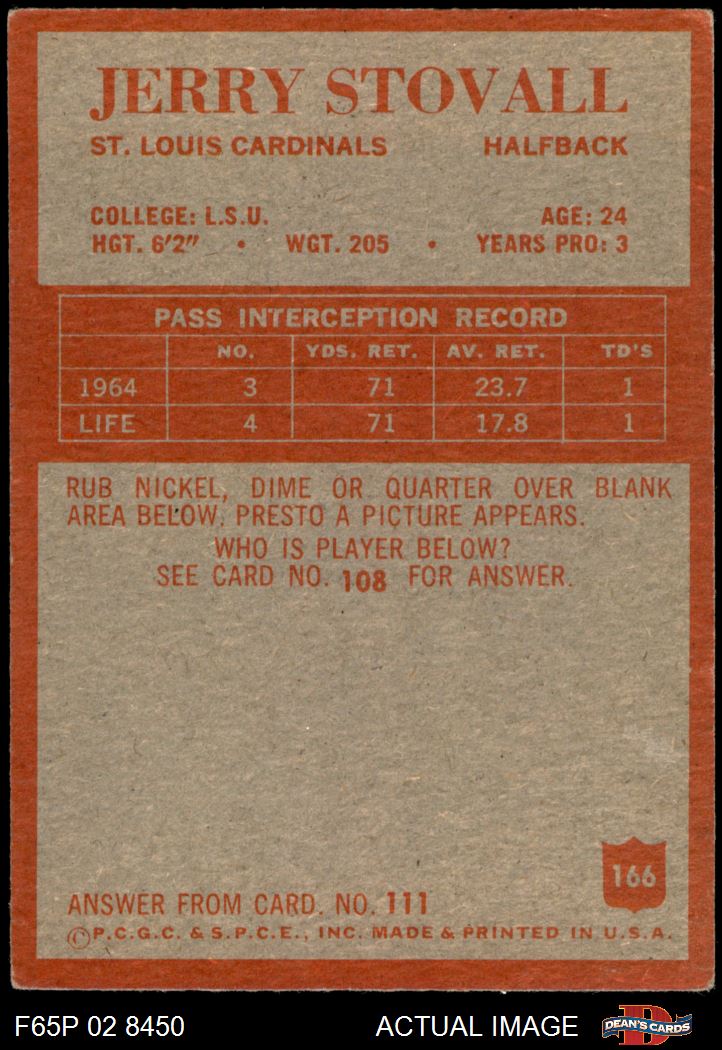 JERRY STOVALL
ST. LOUIS CARDINALS HALFBACK
COLLEGE: L.S.U. AGE: 24
HGT. 6'2" • WGT. 205 • YEARS PRO: 3
PASS INTERCEPTION RECORD
NO. YDS. RET. AV. RET. TD'S
1964 3 71 23.7 1
LIFE 4 71 17.8 1
RUB NICKEL, DIME OR QUARTER OVER BLANK
AREA BELOW, PRESTO A PICTURE APPEARS.
WHO IS PLAYER BELOW?
SEE CARD NO. 108 FOR ANSWER.
166
ANSWER FROM CARD. NO. 111
©P.C.G.C. & S.P.C.E., INC. MADE & PRINTED IN U.S.A.
F65P 02 8450 ACTUAL IMAGE D DEAN'S CARDS